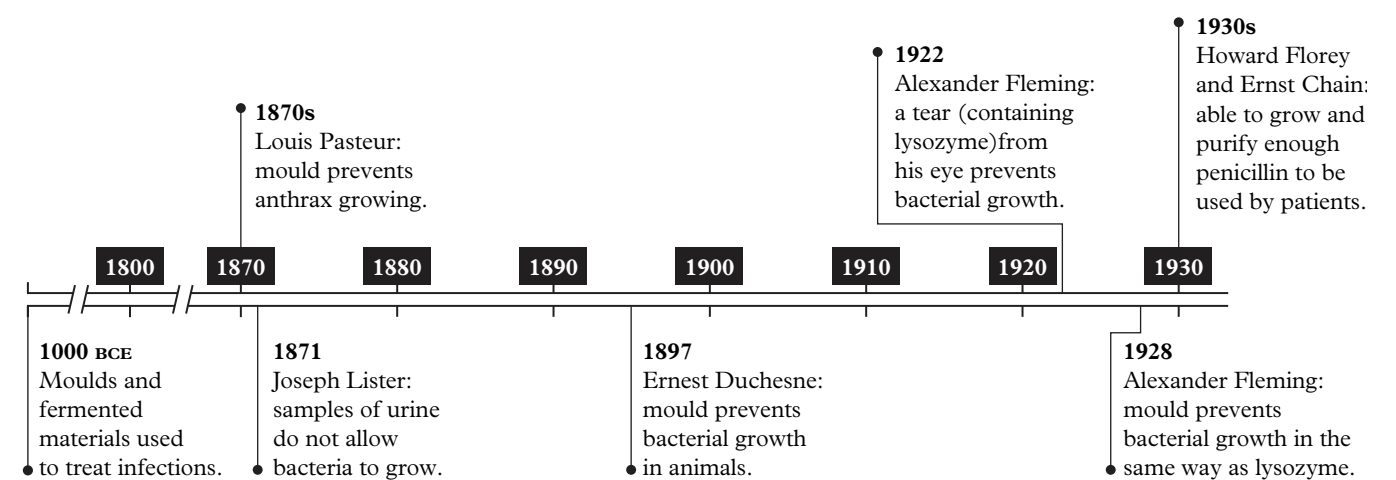 1870s
Louis Pasteur:
mould prevents
anthrax growing.
1922
Alexander Fleming:
a tear (containing
lysozyme)from
his eye prevents
bacterial growth.
1930s
Howard Florey
and Ernst Chain:
able to grow and
purify enough
penicillin to be
used by patients.
1800 1870 1880 1890 1900 1910 1920 1930
1000 BCE
Moulds and
fermented
materials used
to treat infections.
1871
Joseph Lister:
samples of urine
do not allow
bacteria to grow.
1897
Ernest Duchesne:
mould prevents
bacterial growth
in animals.
1928
Alexander Fleming:
mould prevents
bacterial growth in the
same way as lysozyme.